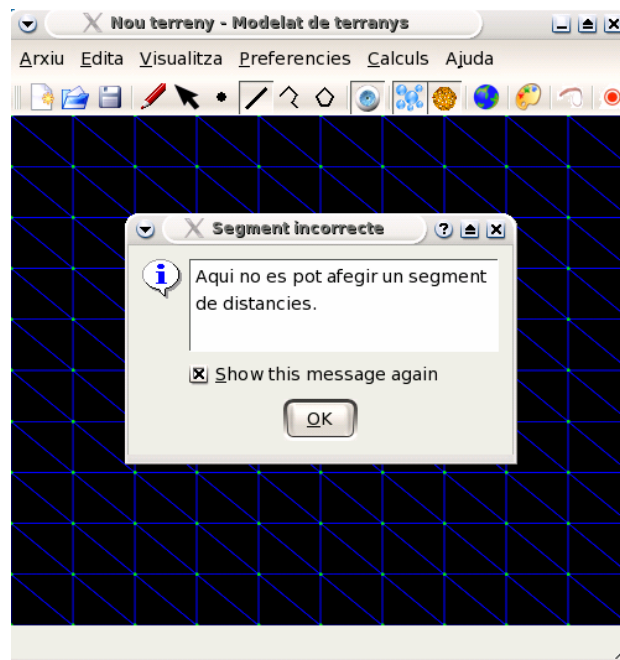 Nou terreny - Modelat de terranys
Arxiu Edita Visualitza Preferencies Calculs Ajuda
Segment incorrecte
Aqui no es pot afegir un segment
de distancies.
Show this message again
OK